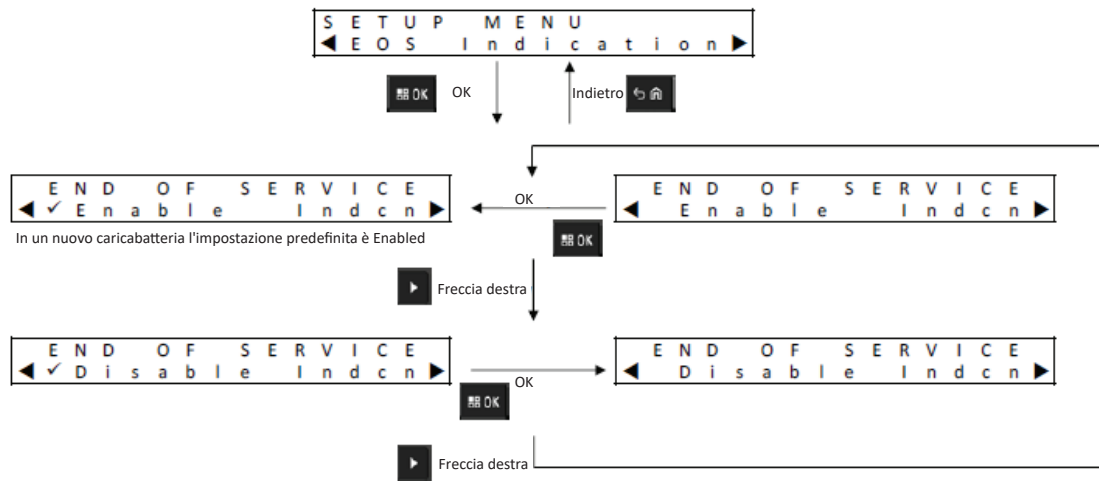 SETUP MENU
◀EOS Indication▶
OK OK Indietro
END OF SERVICE
◀✓Enable Indcn▶
OK
END OF SERVICE
◀ Enable Indcn▶
In un nuovo caricabatteria l'impostazione predefinita è Enabled
OK
Freccia destra
END OF SERVICE
◀✓Disable Indcn▶
OK
END OF SERVICE
◀ Disable Indcn▶
OK
Freccia destra